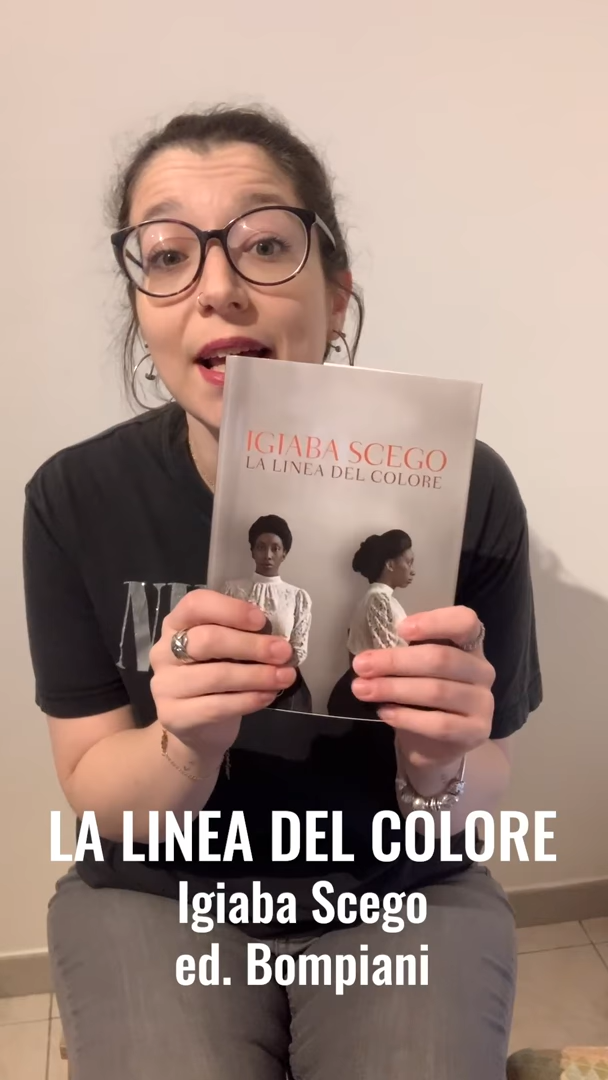 IGIABA SCEGO
LA LINEA DEL COLORE
LA LINEA DEL COLORE
Igiaba Scego
ed. Bompiani